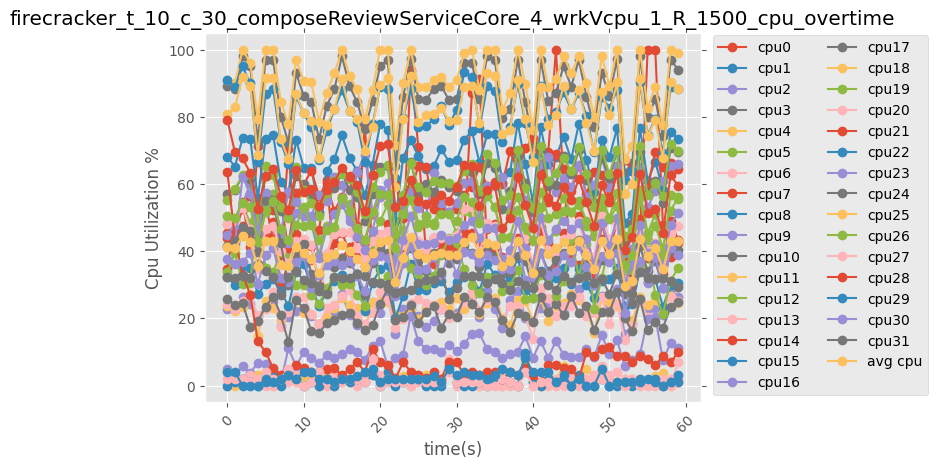 firecracker_t_10_c_30_composeReviewServiceCore_4_wrkVcpu_1_R_1500_cpu_overtime
Cpu Utilization %
100
80
60
40
20
0
0
10
20
30
40
50
60
time(s)
cpu0
cpu1
cpu2
cpu3
cpu4
cpu5
cpu6
cpu7
cpu8
cpu9
cpu10
cpu11
cpu12
cpu13
cpu14
cpu15
cpu16
cpu17
cpu18
cpu19
cpu20
cpu21
cpu22
cpu23
cpu24
cpu25
cpu26
cpu27
cpu28
cpu29
cpu30
cpu31
avg cpu